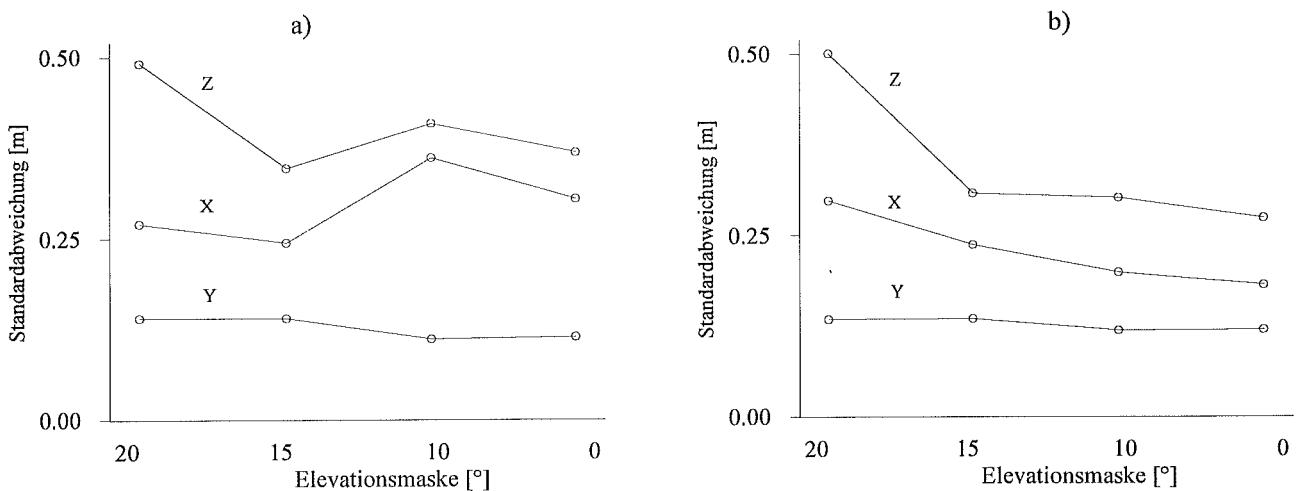 a)
0.50
0.25
0.00
Standardabweichung [m]
Z
X
Y
20 15 10 0
Elevationsmaske [°]
b)
0.50
0.25
0.00
Standardabweichung [m]
Z
X
Y
20 15 10 0
Elevationsmaske [°]